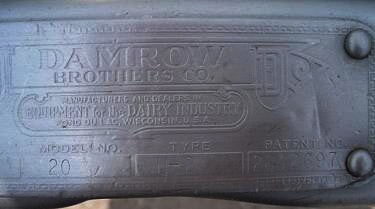 DAMROW
BROTHERS CO.
MANUFACTURERS AND DEALERS IN
EQUIPMENT for the DAIRY INDUSTRY
FOND DU LAC, WISCONSIN, U.S.A.
MODEL NO. TYPE PATENT NO.
20